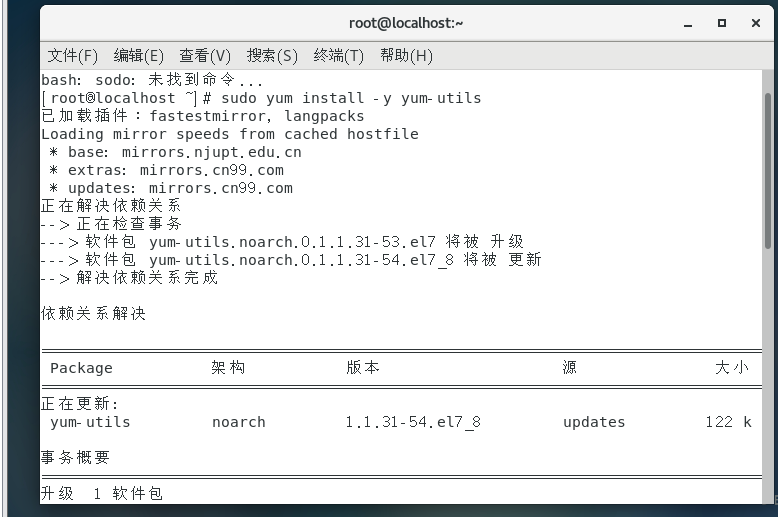 root@localhost:~
文件(F) 编辑(E) 查看(V) 搜索(S) 终端(T) 帮助(H)
bash: sodo: 未找到命令...
[root@localhost ~]# sudo yum install -y yum-utils
已加载插件：fastestmirror, langpacks
Loading mirror speeds from cached hostfile
 * base: mirrors.njupt.edu.cn
 * extras: mirrors.cn99.com
 * updates: mirrors.cn99.com
正在解决依赖关系
--> 正在检查事务
---> 软件包 yum-utils.noarch.0.1.1.31-53.el7 将被 升级
---> 软件包 yum-utils.noarch.0.1.1.31-54.el7_8 将被 更新
--> 解决依赖关系完成
依赖关系解决
Package 架构 版本 源 大小
正在更新:
yum-utils noarch 1.1.31-54.el7_8 updates 122 k
事务概要
升级 1 软件包